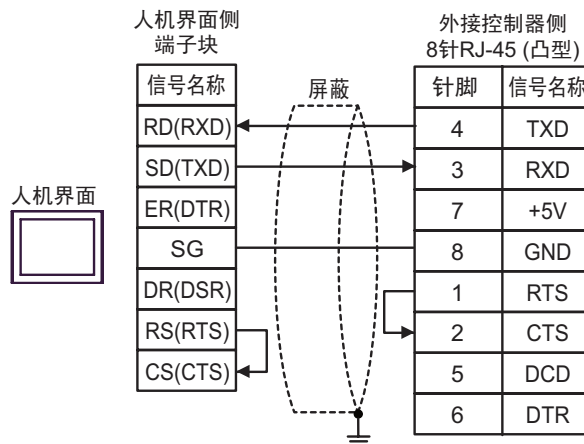 人机界面侧
端子块
外接控制器侧
8针RJ-45 (凸型)
信号名称
屏蔽
针脚
信号名称
RD(RXD)
4
TXD
SD(TXD)
3
RXD
人机界面
ER(DTR)
7
+5V
SG
8
GND
DR(DSR)
1
RTS
RS(RTS)
2
CTS
CS(CTS)
5
DCD
6
DTR